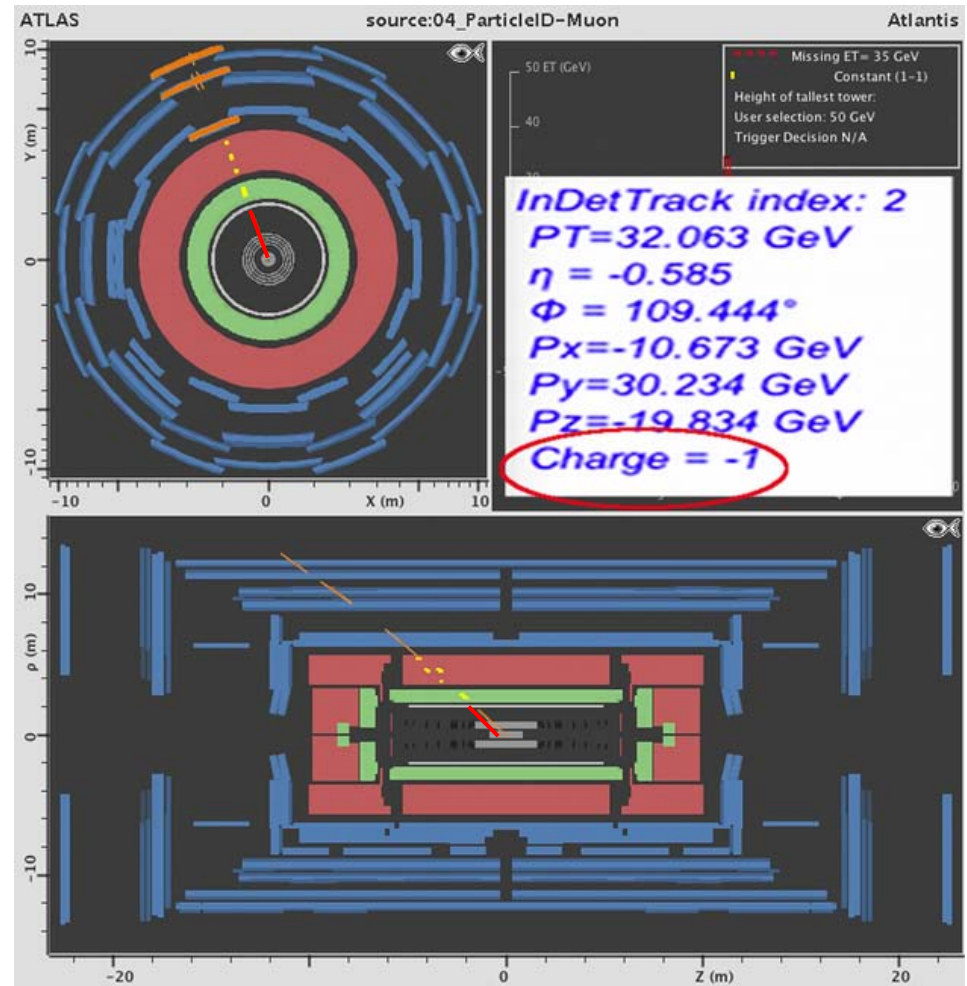 ATLAS source:04_ParticleID-Muon Atlantis
10
Y (m)
0
-10
-10 0 X (m) 10
50 ET (GeV)
40
30
Missing ET= 35 GeV
Constant (1-1)
Height of tallest tower:
User selection: 50 GeV
Trigger Decision N/A
InDetTrack index: 2
PT=32.063 GeV
η = -0.585
Φ = 109.444°
Px=-10.673 GeV
Py=30.234 GeV
Pz=-19.834 GeV
Charge = -1
10
ρ (m)
0
-10
-20 0 Z (m) 20